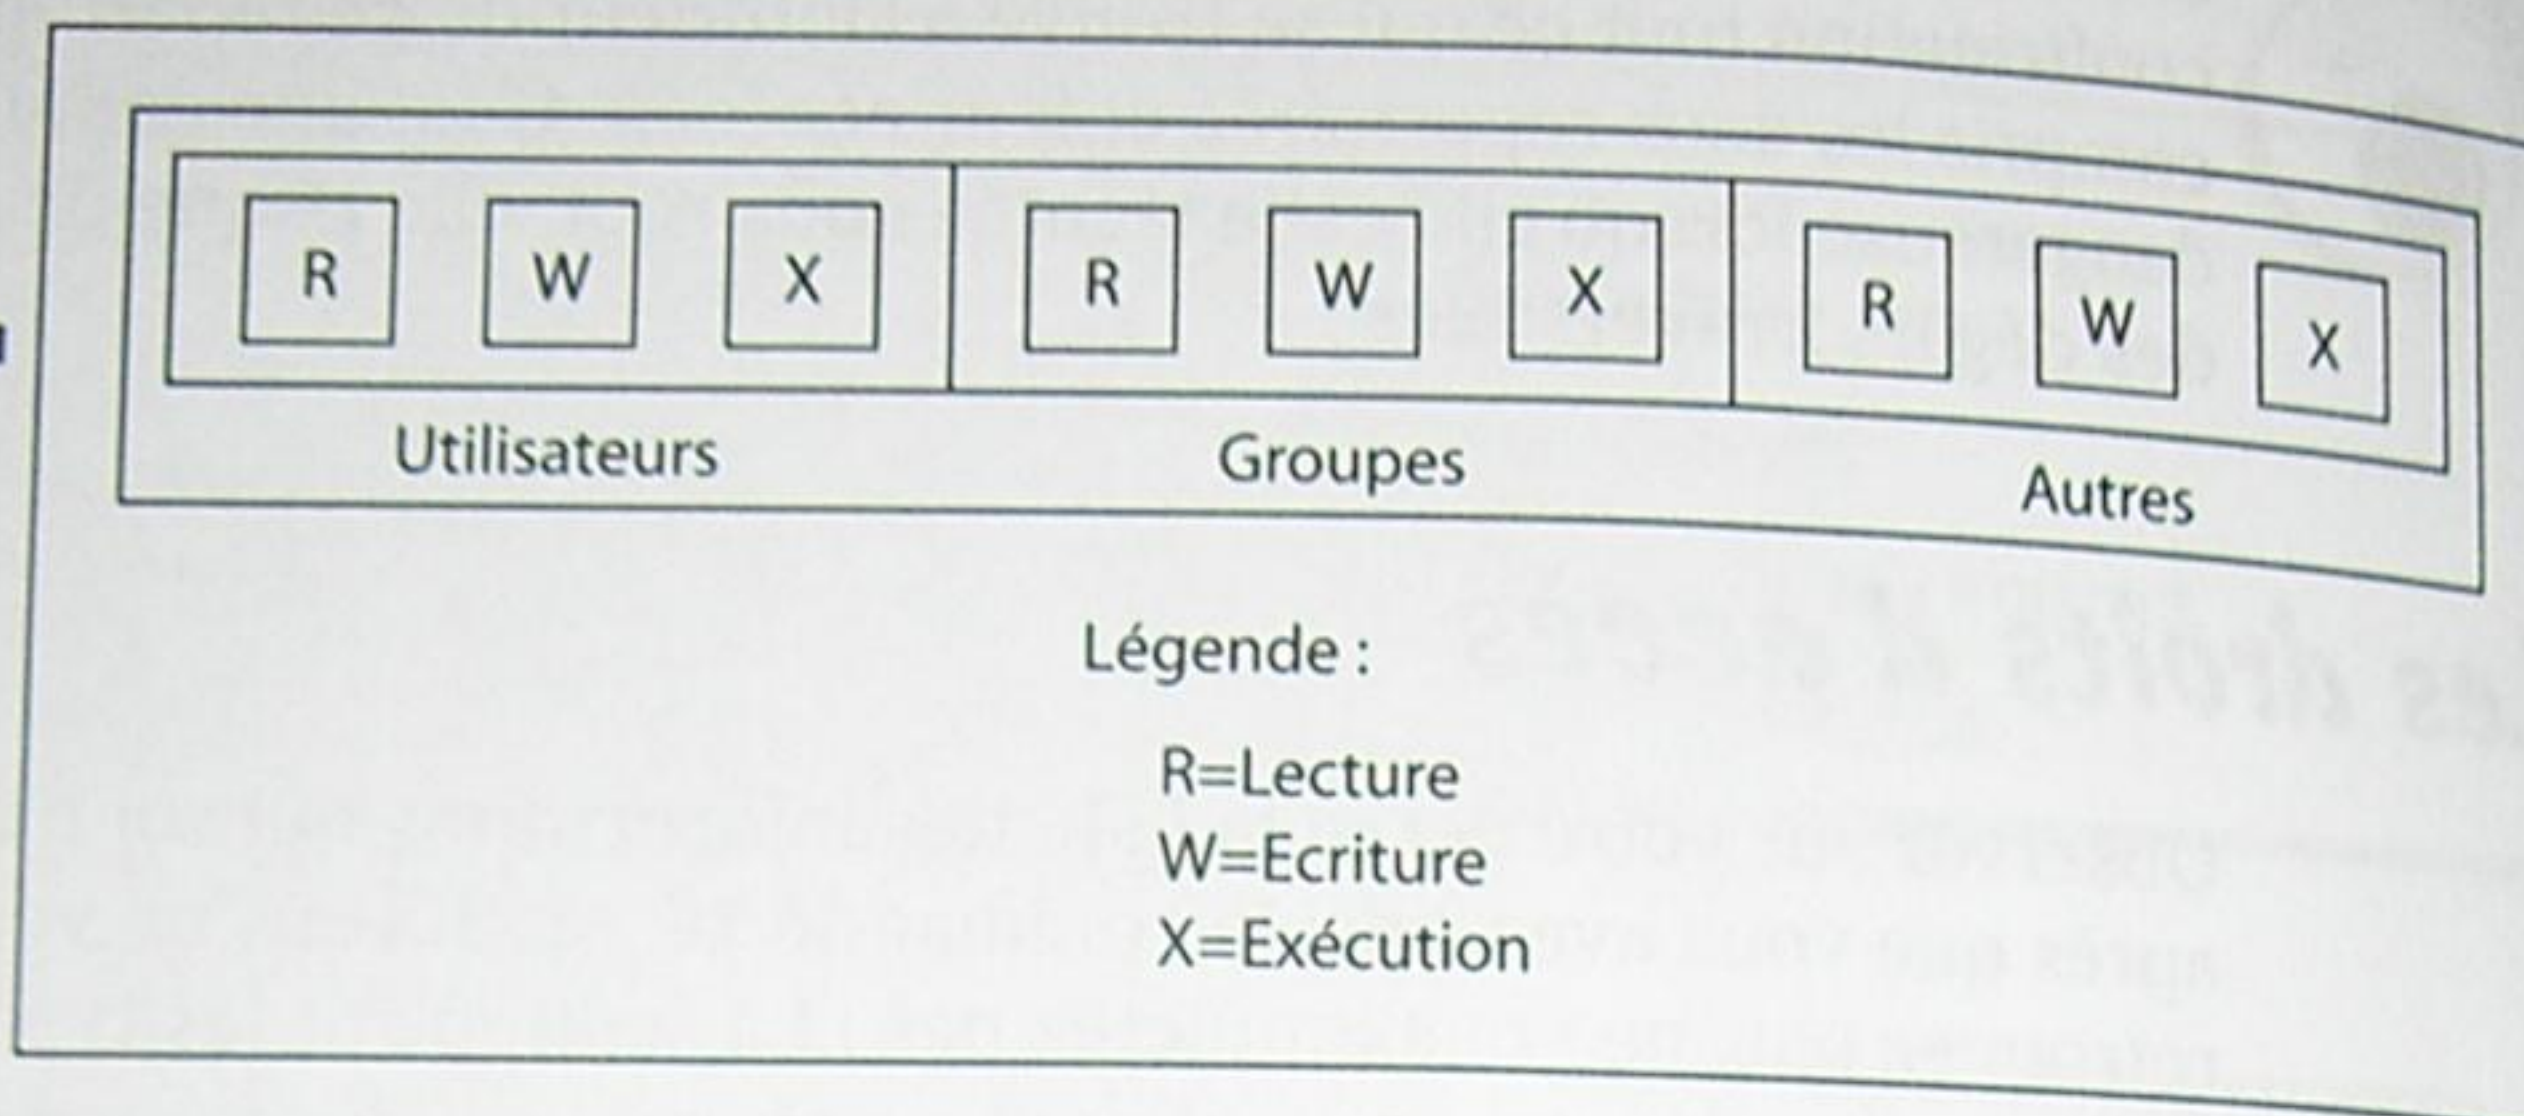 R W X R W X R W X
Utilisateurs Groupes Autres
Légende :
R=Lecture
W=Ecriture
X=Exécution